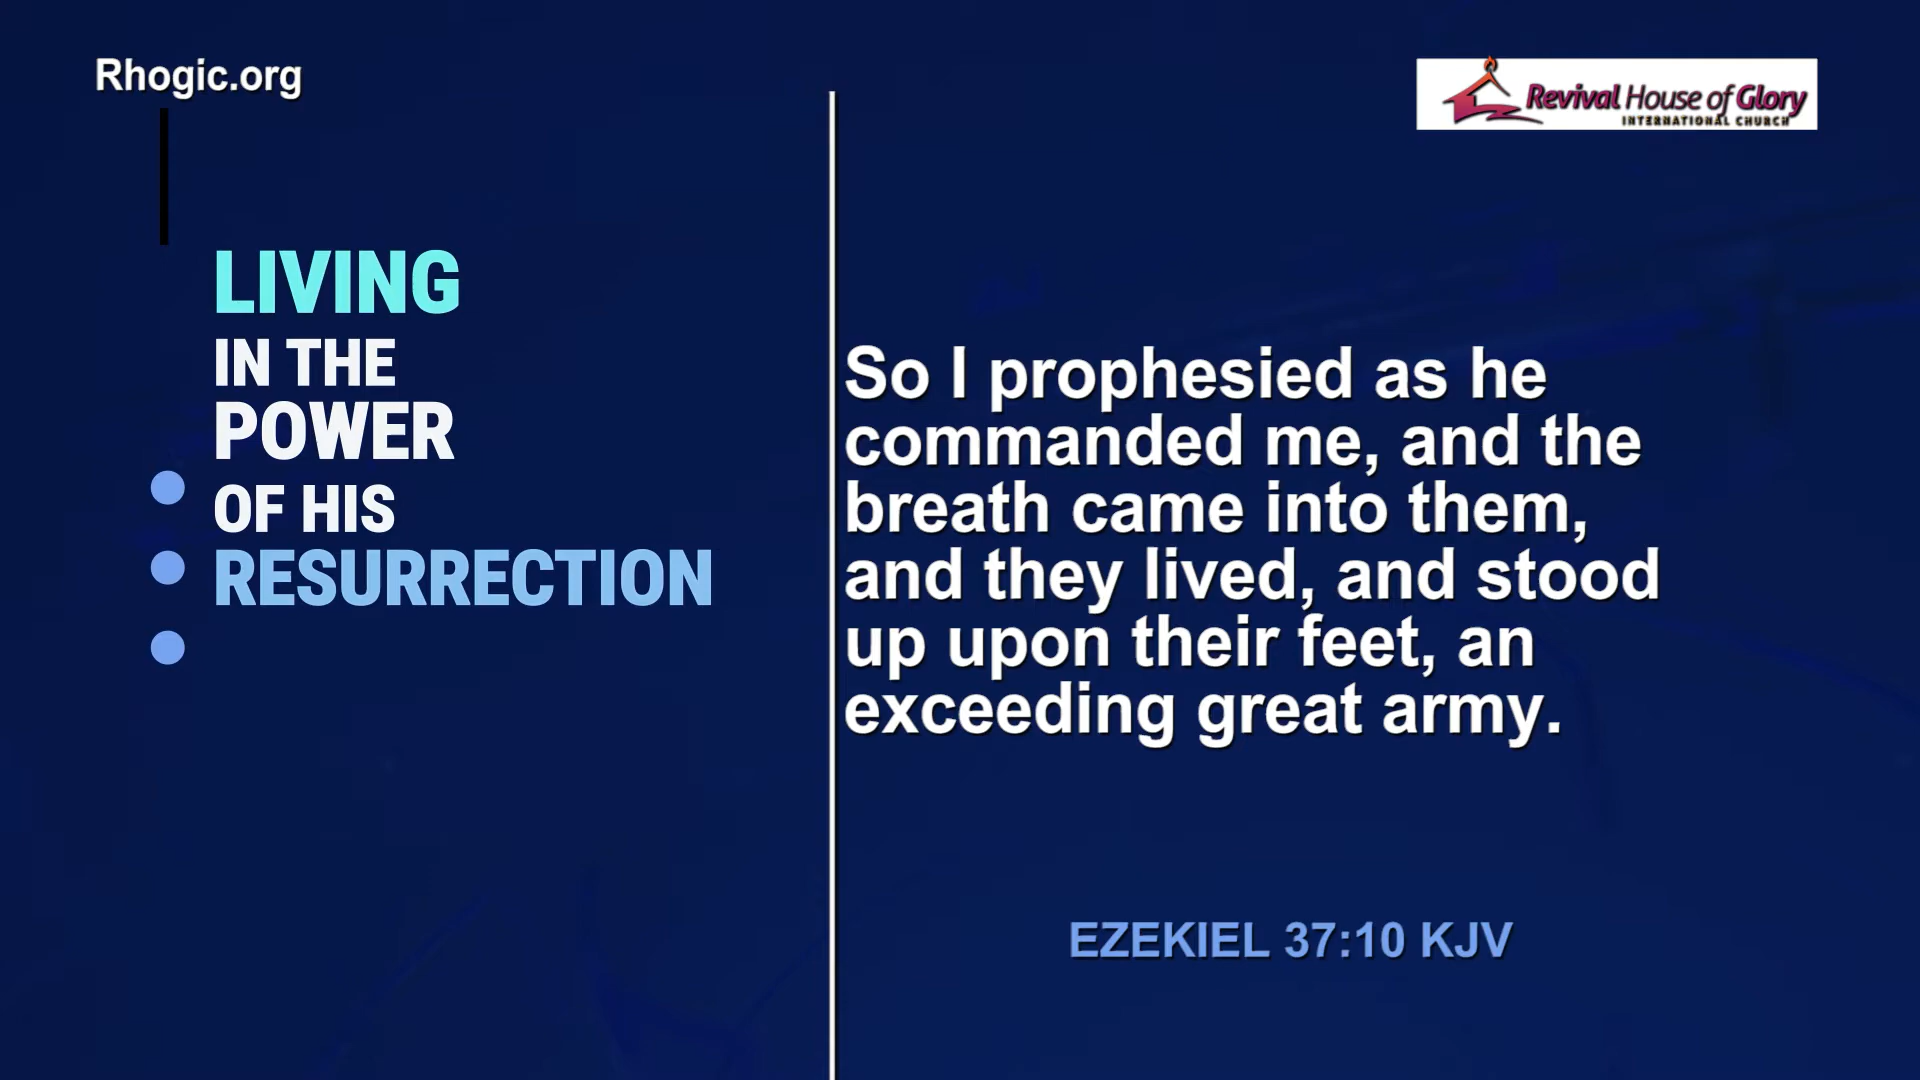 Rhogic.org
Revival House of Glory
INTERNATIONAL CHURCH
LIVING
IN THE
POWER
OF HIS
RESURRECTION
So I prophesied as he
commanded me, and the
breath came into them,
and they lived, and stood
up upon their feet, an
exceeding great army.
EZEKIEL 37:10 KJV